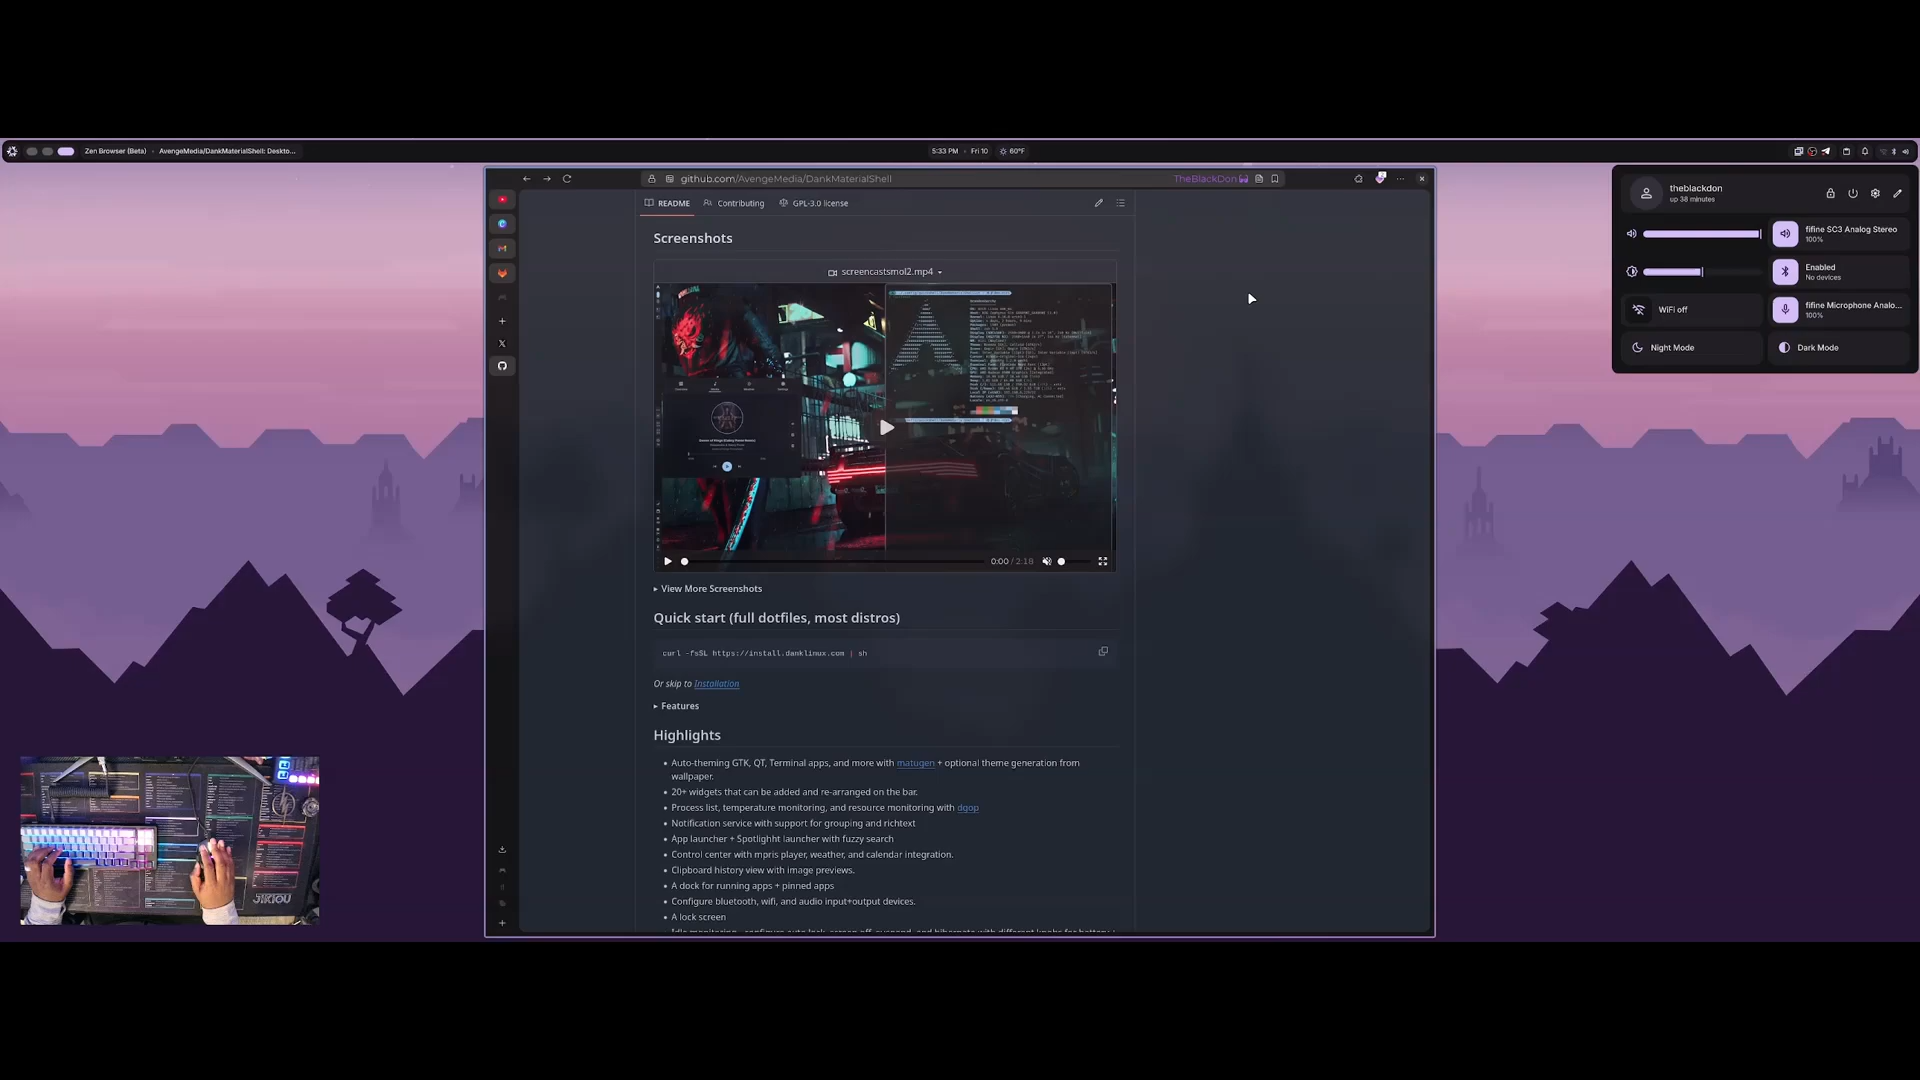 Zen Browser (Beta) · AvengeMedia/DankMaterialShell: Deskto...
5:33 PM · Fri 10
60°F
github.com/AvengeMedia/DankMaterialShell
TheBlackDon
README
Contributing
GPL-3.0 license
Screenshots
screencastsmol2.mp4
0:00 / 2:18
View More Screenshots
Quick start (full dotfiles, most distros)
curl -fsSL https://install.danklinux.com | sh
Or skip to Installation
Features
Highlights
Auto-theming GTK, QT, Terminal apps, and more with matugen + optional theme generation from
wallpaper.
20+ widgets that can be added and re-arranged on the bar.
Process list, temperature monitoring, and resource monitoring with dgop
Notification service with support for grouping and richtext
App launcher + Spotlighht launcher with fuzzy search
Control center with mpris player, weather, and calendar integration.
Clipboard history view with image previews.
A dock for running apps + pinned apps
Configure bluetooth, wifi, and audio input+output devices.
A lock screen
theblackdon
up 38 minutes
fifine SC3 Analog Stereo
100%
Enabled
No devices
WiFi off
fifine Microphone Analo...
100%
Night Mode
Dark Mode